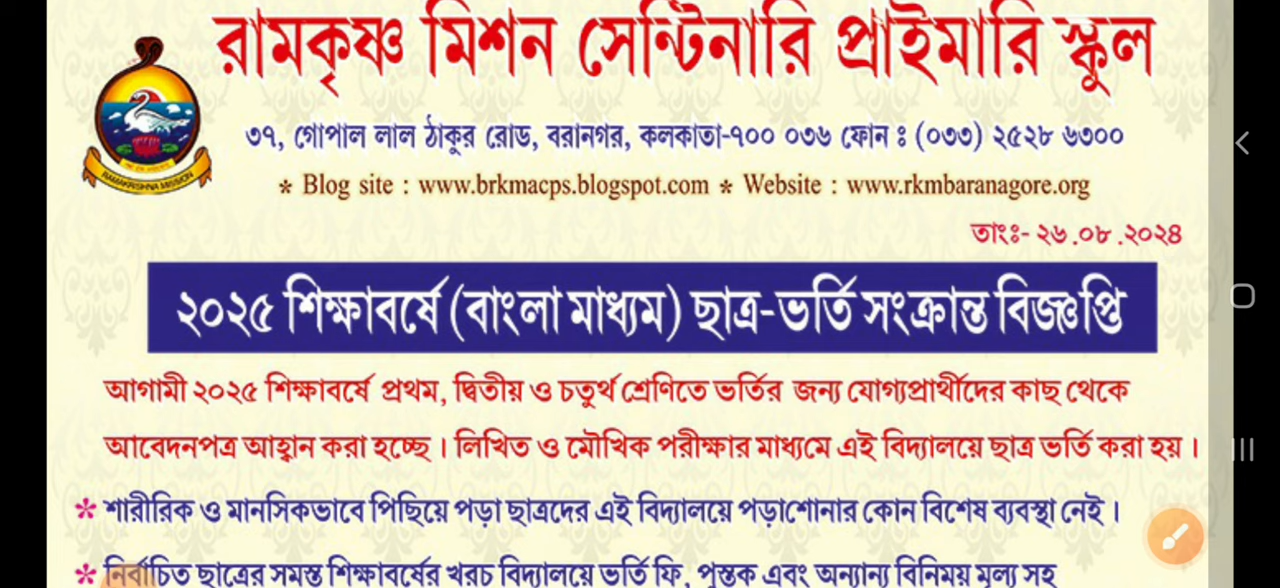 রামকৃষ্ণ মিশন সেন্টিনারি প্রাইমারি স্কুল
৩৭, গোপাল লাল ঠাকুর রোড, বরানগর, কলকাতা-৭০০ ০৩৬ ফোন ঃ (০৩৩) ২৫২৮ ৬৩০০
* Blog site : www.brkmacps.blogspot.com * Website : www.rkmbaranagore.org
RAMAKRISHNA MISSION
তাংঃ- ২৬.০৮.২০২৪
২০২৫ শিক্ষাবর্ষে (বাংলা মাধ্যম) ছাত্র-ভর্তি সংক্রান্ত বিজ্ঞপ্তি
আগামী ২০২৫ শিক্ষাবর্ষে প্রথম, দ্বিতীয় ও চতুর্থ শ্রেণিতে ভর্তির জন্য যোগ্যপ্রার্থীদের কাছ থেকে
আবেদনপত্র আহ্বান করা হচ্ছে। লিখিত ও মৌখিক পরীক্ষার মাধ্যমে এই বিদ্যালয়ে ছাত্র ভর্তি করা হয়।
* শারীরিক ও মানসিকভাবে পিছিয়ে পড়া ছাত্রদের এই বিদ্যালয়ে পড়াশোনার কোন বিশেষ ব্যবস্থা নেই।
* নির্বাচিত ছাত্রের সমস্ত শিক্ষাবর্ষের খরচ বিদ্যালয়ে ভর্তি ফি, পুস্তক এবং অন্যান্য বিনিময় মূল্য সহ